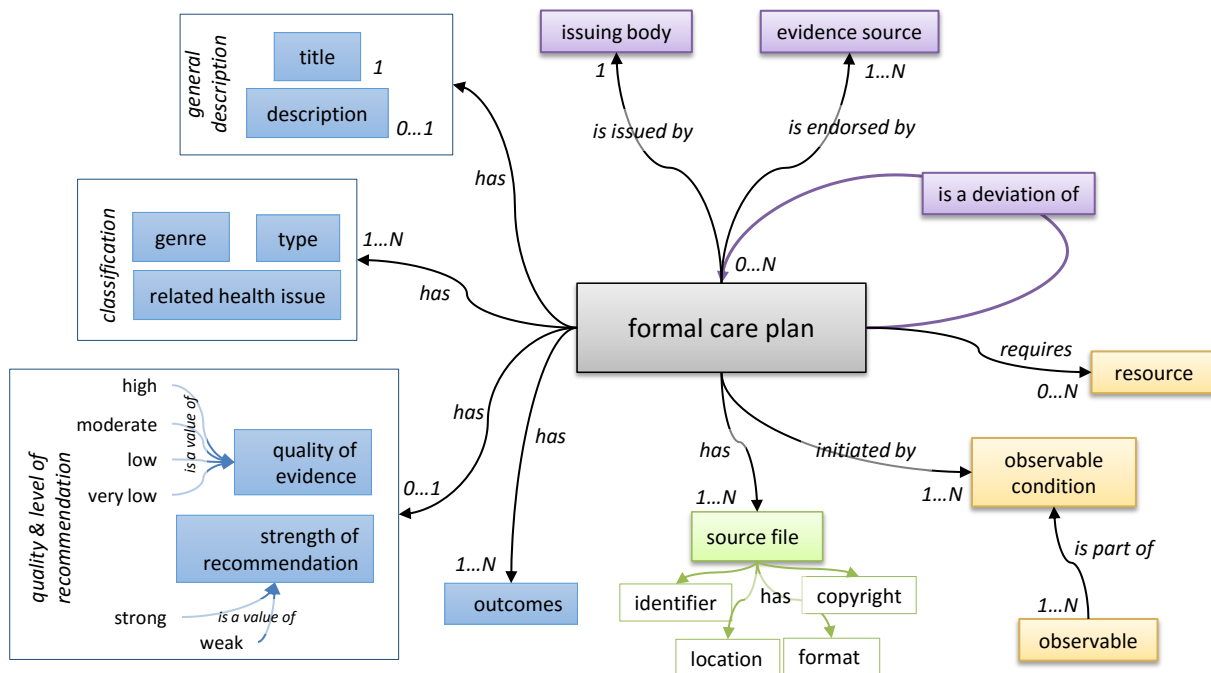 issuing body
evidence source
general
description
title
1
description
0...1
1
1...N
is issued by
is endorsed by
has
is a deviation of
classification
genre
type
related health issue
1...N
has
0...N
formal care plan
requires
resource
0...N
quality & level of
recommendation
high
moderate
low
very low
is a value of
quality of
evidence
has
0...1
strength of
recommendation
strong
weak
is a value of
has
1...N
outcomes
has
1...N
source file
identifier
has
copyright
location
format
initiated by
1...N
observable
condition
is part of
1...N
observable